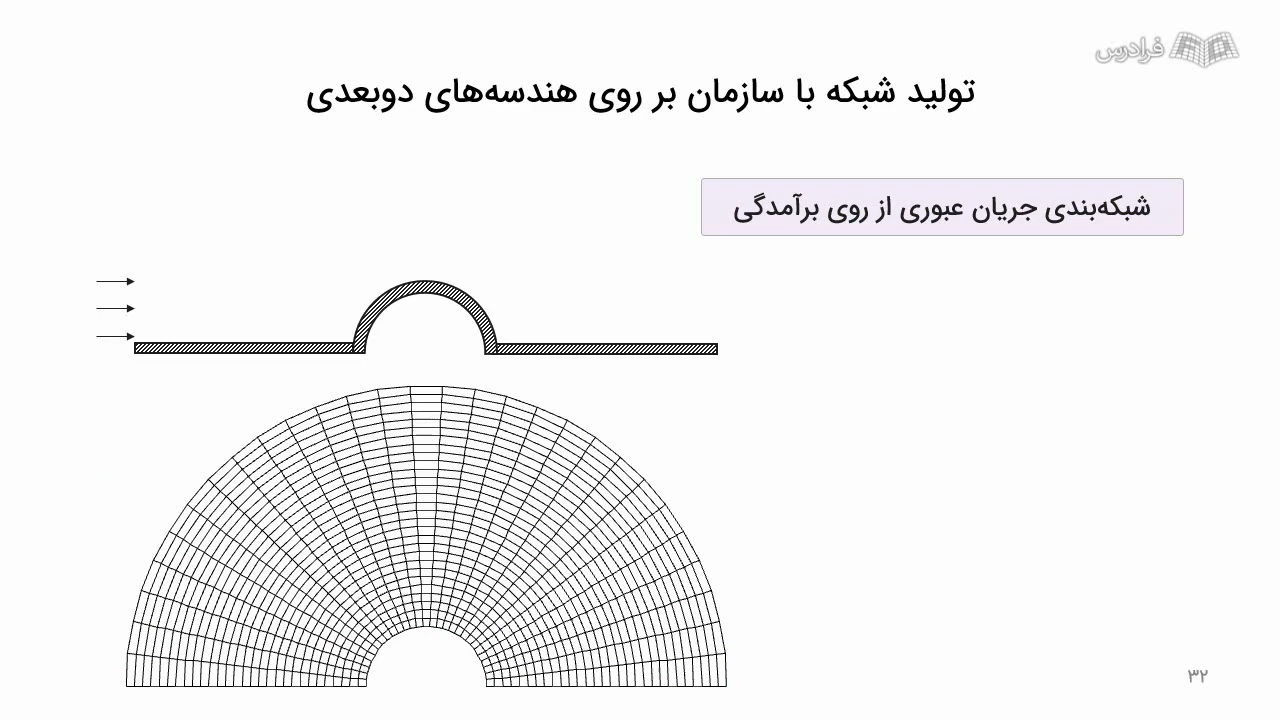 فرادرس
تولید شبکه با سازمان بر روی هندسه‌های دوبعدی
شبکه‌بندی جریان عبوری از روی برآمدگی
۳۲